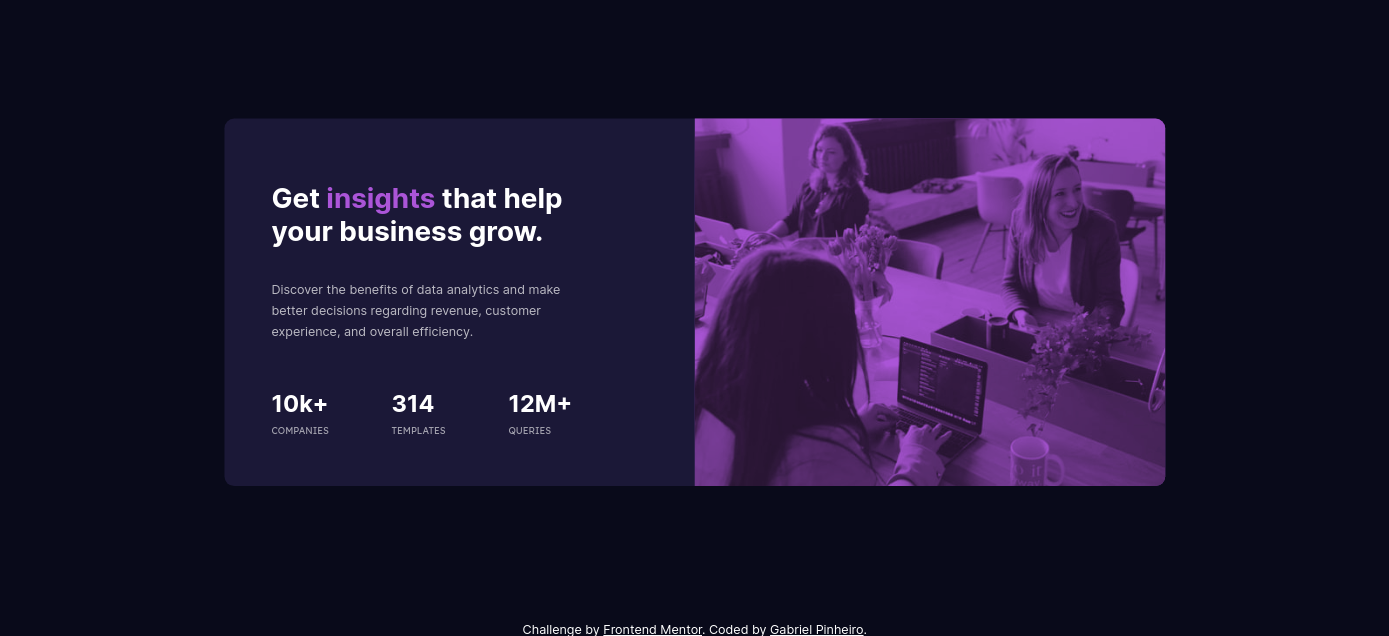 Get insights that help
your business grow.
Discover the benefits of data analytics and make
better decisions regarding revenue, customer
experience, and overall efficiency.
10k+ 314 12M+
COMPANIES TEMPLATES QUERIES
Challenge by Frontend Mentor. Coded by Gabriel Pinheiro.